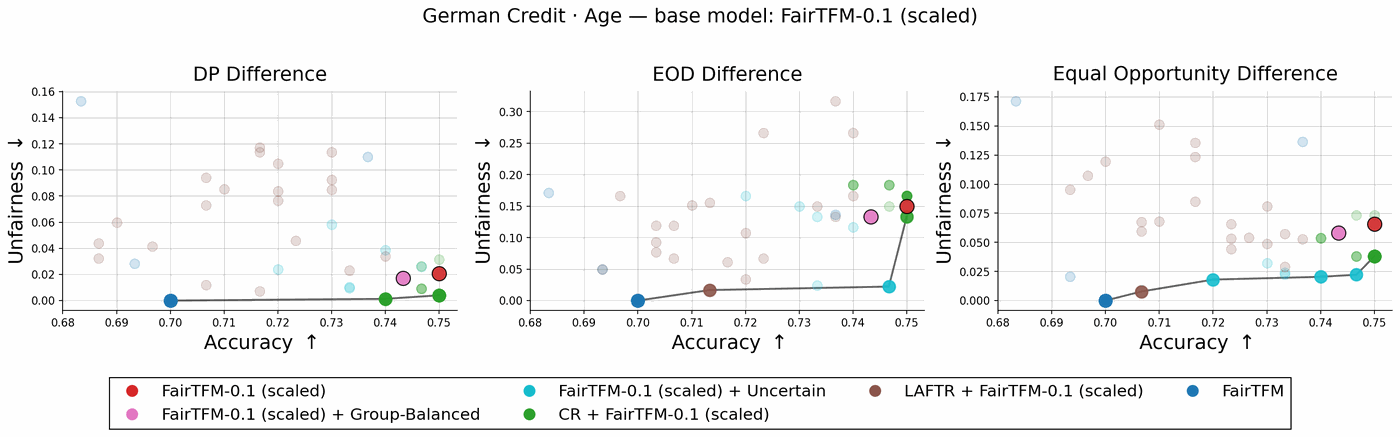 German Credit · Age — base model: FairTFM-0.1 (scaled)
DP Difference
EOD Difference
Equal Opportunity Difference
Unfairness ↓
0.16
0.14
0.12
0.10
0.08
0.06
0.04
0.02
0.00
0.68 0.69 0.70 0.71 0.72 0.73 0.74 0.75
Accuracy ↑
Unfairness ↓
0.30
0.25
0.20
0.15
0.10
0.05
0.00
0.68 0.69 0.70 0.71 0.72 0.73 0.74 0.75
Accuracy ↑
Unfairness ↓
0.175
0.150
0.125
0.100
0.075
0.050
0.025
0.000
0.68 0.69 0.70 0.71 0.72 0.73 0.74 0.75
Accuracy ↑
FairTFM-0.1 (scaled)
FairTFM-0.1 (scaled) + Group-Balanced
FairTFM-0.1 (scaled) + Uncertain
CR + FairTFM-0.1 (scaled)
LAFTR + FairTFM-0.1 (scaled)
FairTFM